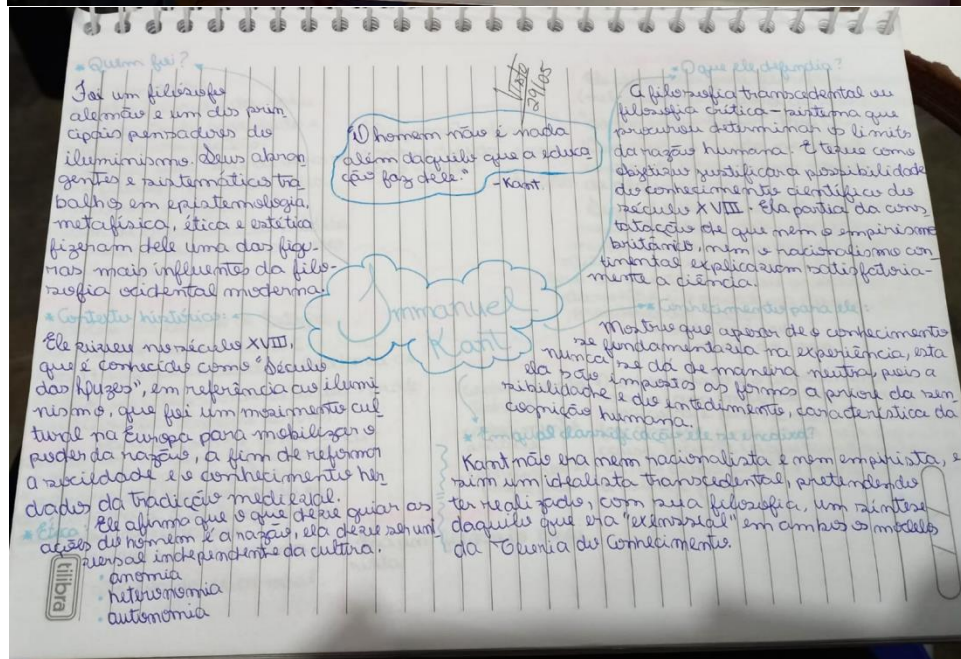 * Quem foi?
Foi um filósofo
alemão e um dos prin
cipais pensadores do
iluminismo. Seus abran
gentes e sistemáticos tra
balhos em epistemologia,
metafísica, ética e estética
fizeram dele uma das figu-
ras mais influentes da filo-
sofia ocidental moderna.
* Contexto histórico:
Ele viveu no século XVIII,
que é conhecido como "Século
das luzes", em referência ao ilumi
nismo, que foi um movimento cul
tural na Europa para mobilizar o
poder da razão, a fim de reformar
a sociedade e o conhecimento her
dados da tradição medieval.
* Ética:
Ele afirma que o que deve guiar as
ações do homem é a razão, ela deve ser uni
versal independente da cultura.
• anomia
• heteronomia
• autonomia
tilibra
"O homem não é nada
além daquilo que a educa
ção faz dele."
-Kant.
Visto
29/05
Immanuel
Kant
* O que ele defendia?
A filosofia transcedental ou
filosofia crítica - sistema que
procurou determinar os limits
da razão humana. E teve como
objetivo justificar a possibilidade
do conhecimento científico do
século XVIII. Ela partia da cons
tatação de que nem o empirismo
britânico, nem o racionalismo con
tinental explicariam satisfatoria-
mente a ciência.
* Conhecimento para ele:
Mostrou que apesar de o conhecimento
se fundamentaria na experiência, esta
nunca se dá de maneira neutra, pois a
ela são impostos as formas a priore da sen
sibilidade e do intedimento, característica da
cognição humana.
* Em qual classificação ele se encaixa?
Kant não era nem racionalista e nem empirista, e
sim um idealista transcedental, pretendendo
ter realizado, com sua filosofia, um síntese
daquilo que era "exenssial" em ambos os modelos
da Teoria do Conhecimento.